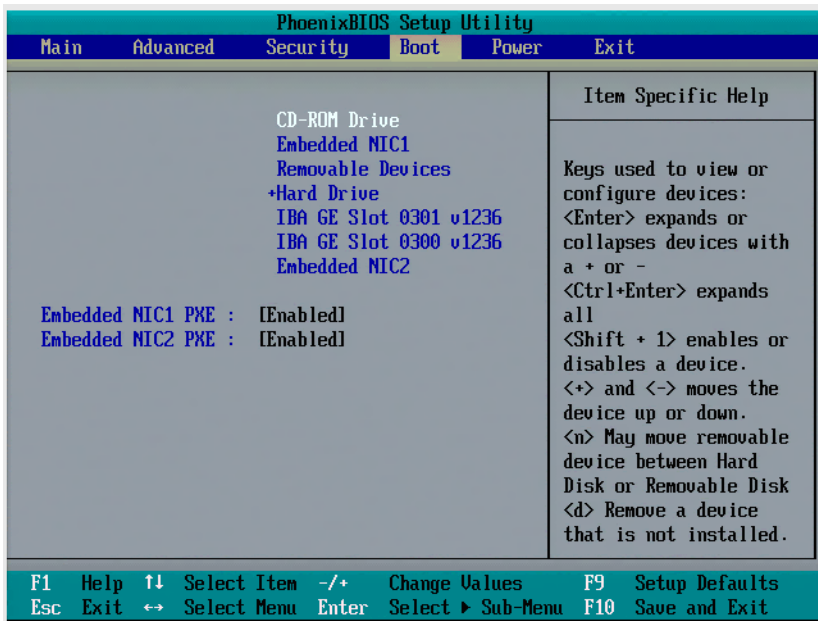 PhoenixBIOS Setup Utility
Main Advanced Security Boot Power Exit
Item Specific Help
CD-ROM Drive
Embedded NIC1
Removable Devices
+Hard Drive
IBA GE Slot 0301 v1236
IBA GE Slot 0300 v1236
Embedded NIC2
Embedded NIC1 PXE : [Enabled]
Embedded NIC2 PXE : [Enabled]
Keys used to view or
configure devices:
<Enter> expands or
collapses devices with
a + or -
<Ctrl+Enter> expands
all
<Shift + 1> enables or
disables a device.
<+> and <-> moves the
device up or down.
<n> May move removable
device between Hard
Disk or Removable Disk
<d> Remove a device
that is not installed.
F1 Help ↑↓ Select Item -/+ Change Values F9 Setup Defaults
Esc Exit ↔ Select Menu Enter Select ▶ Sub-Menu F10 Save and Exit